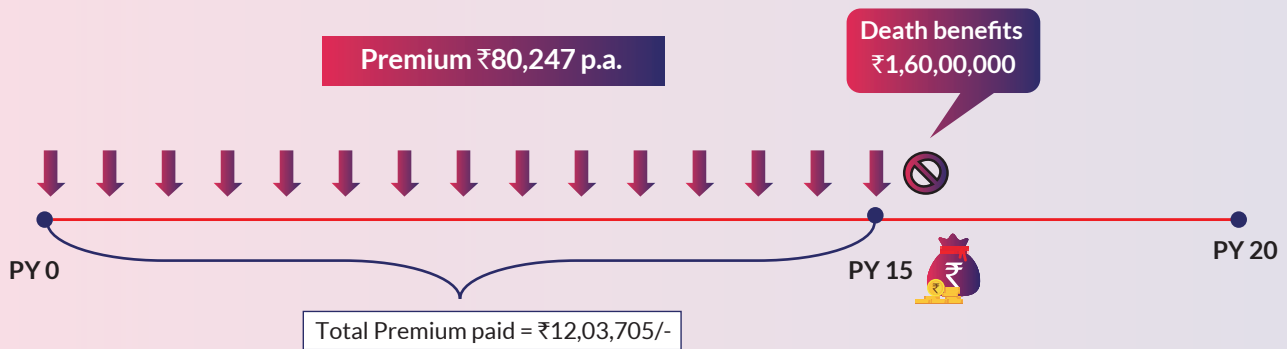 Premium ₹80,247 p.a.
Death benefits
₹1,60,00,000
PY 0
PY 15
₹
₹
PY 20
Total Premium paid = ₹12,03,705/-